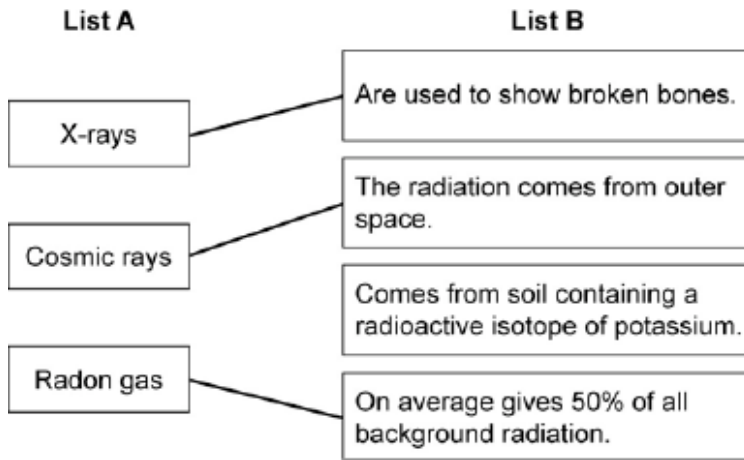 List A
List B
X-rays
Are used to show broken bones.
Cosmic rays
The radiation comes from outer
space.
Comes from soil containing a
radioactive isotope of potassium.
Radon gas
On average gives 50% of all
background radiation.